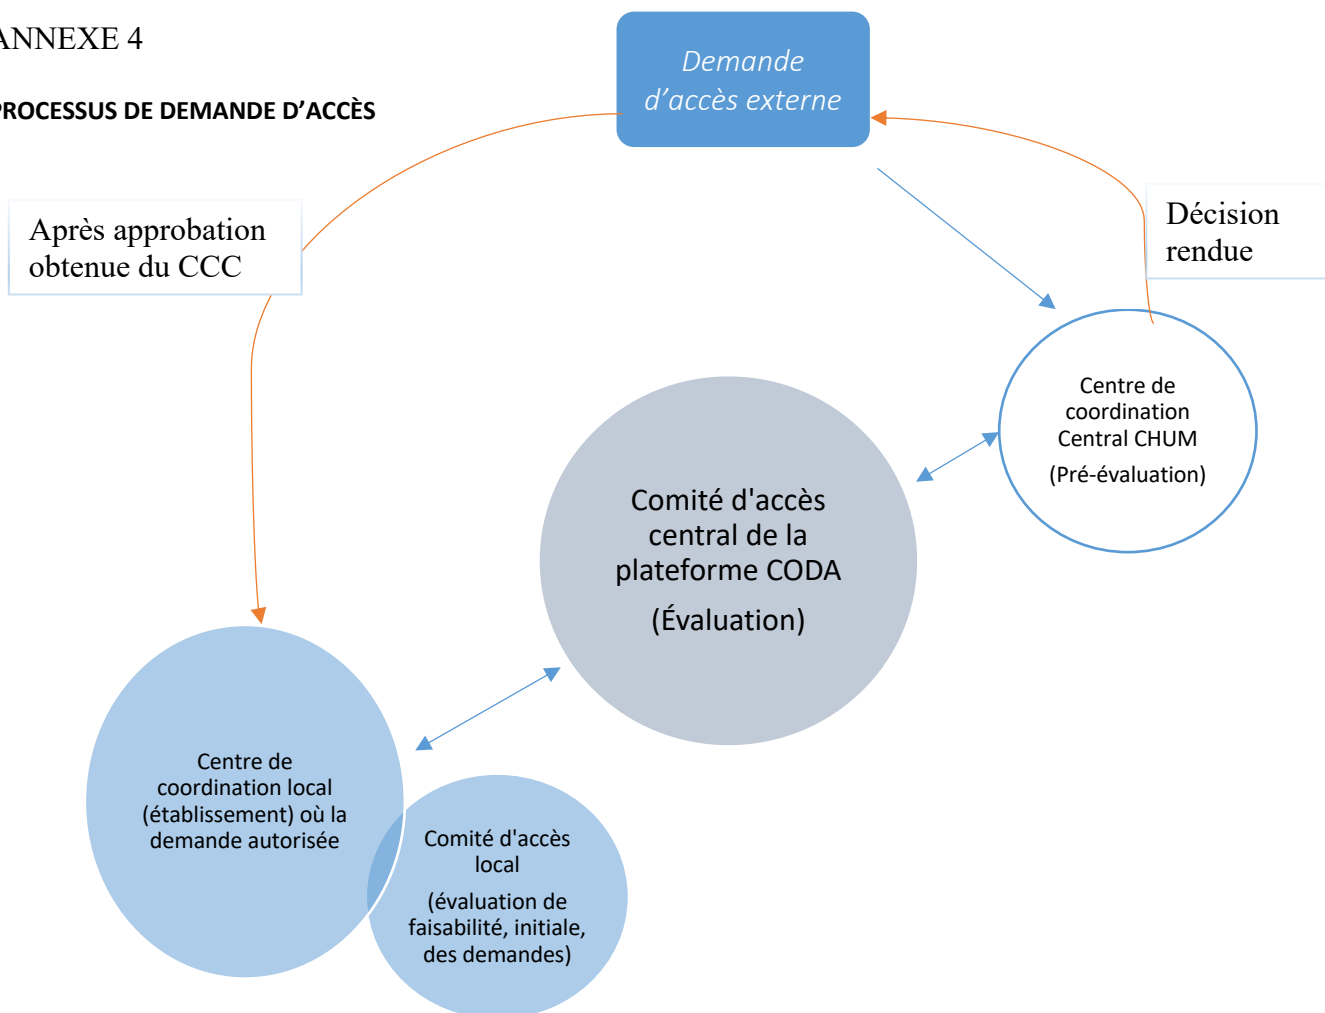 ANNEXE 4
PROCESSUS DE DEMANDE D'ACCÈS
Demande
d'accès externe
Après approbation
obtenue du CCC
Décision
rendue
Centre de
coordination
Central CHUM
(Pré-évaluation)
Comité d'accès
central de la
plateforme CODA
(Évaluation)
Centre de
coordination local
(établissement) où la
demande autorisée
Comité d'accès
local
(évaluation de
faisabilité, initiale,
des demandes)